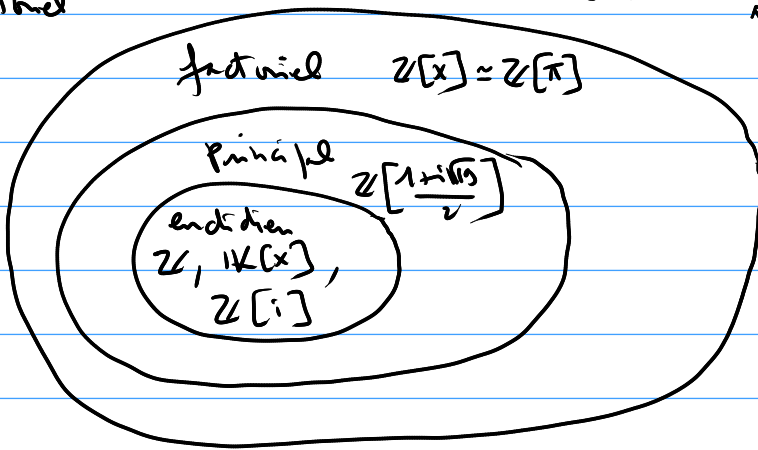 factoriel ℤ[x] ≃ ℤ[π]
principal
ℤ[(1+i√19)/2]
euclidien
ℤ, 𝕂[x],
ℤ[i]